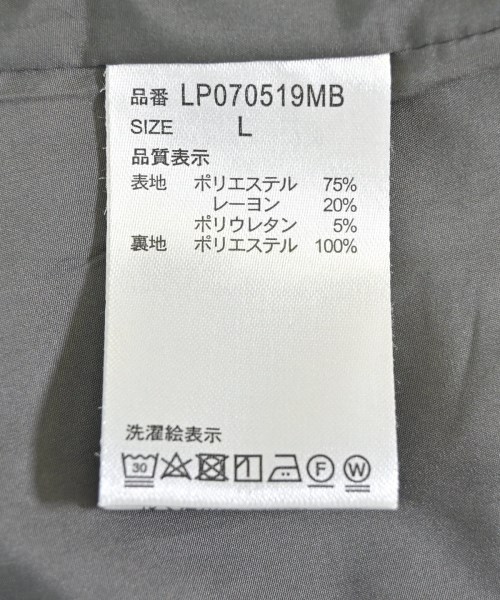 品番 LP070519MB
SIZE L
品質表示
表地 ポリエステル 75%
レーヨン 20%
ポリウレタン 5%
裏地 ポリエステル 100%
洗濯絵表示
30 F W